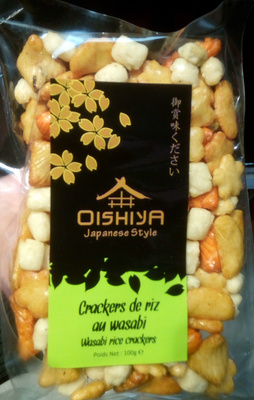 御賞味ください
OISHIYA
Japanese Style
Crackers de riz
au wasabi
Wasabi rice crackers
Poids Net : 100g ℮